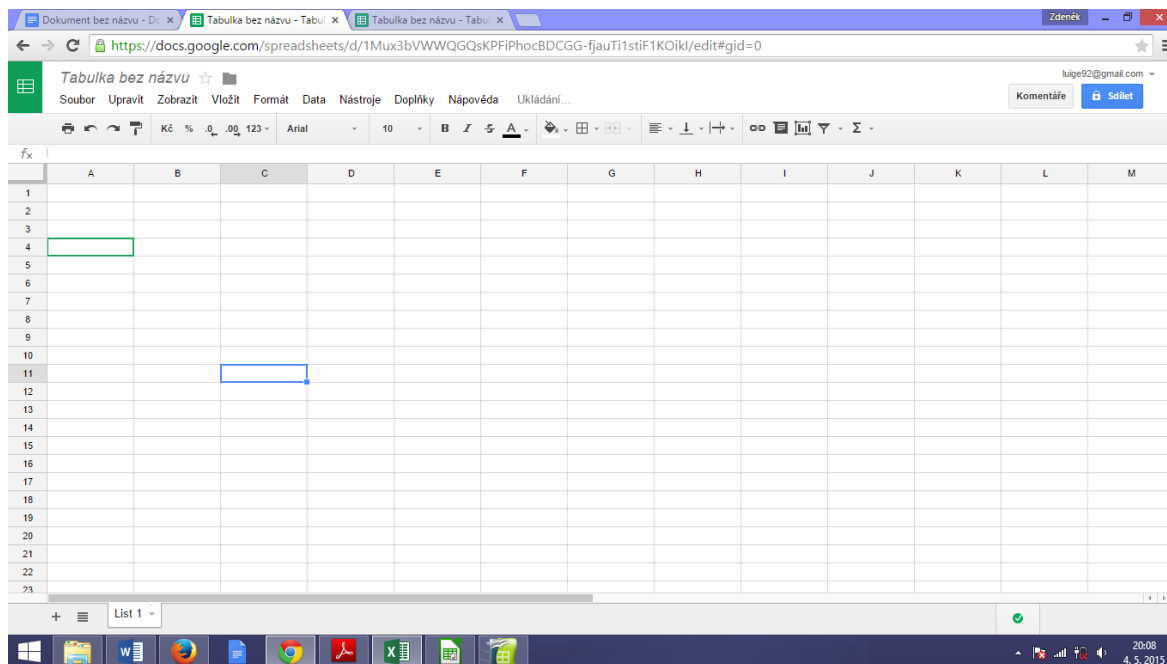 Dokument bez názvu - Do
Tabulka bez názvu - Tabul
Tabulka bez názvu - Tabul
Zdeněk
https://docs.google.com/spreadsheets/d/1Mux3bVWWQGQsKPFiPhocBDCGG-fjauTi1stiF1KOikI/edit#gid=0
Tabulka bez názvu
luige92@gmail.com
Soubor Upravit Zobrazit Vložit Formát Data Nástroje Doplňky Nápověda Ukládání...
Komentáře
Sdílet
Kč % .0 .00 123 Arial 10 B I S A Σ
fx
A B C D E F G H I J K L M
1
2
3
4
5
6
7
8
9
10
11
12
13
14
15
16
17
18
19
20
21
22
23
List 1
20:08
4. 5. 2015